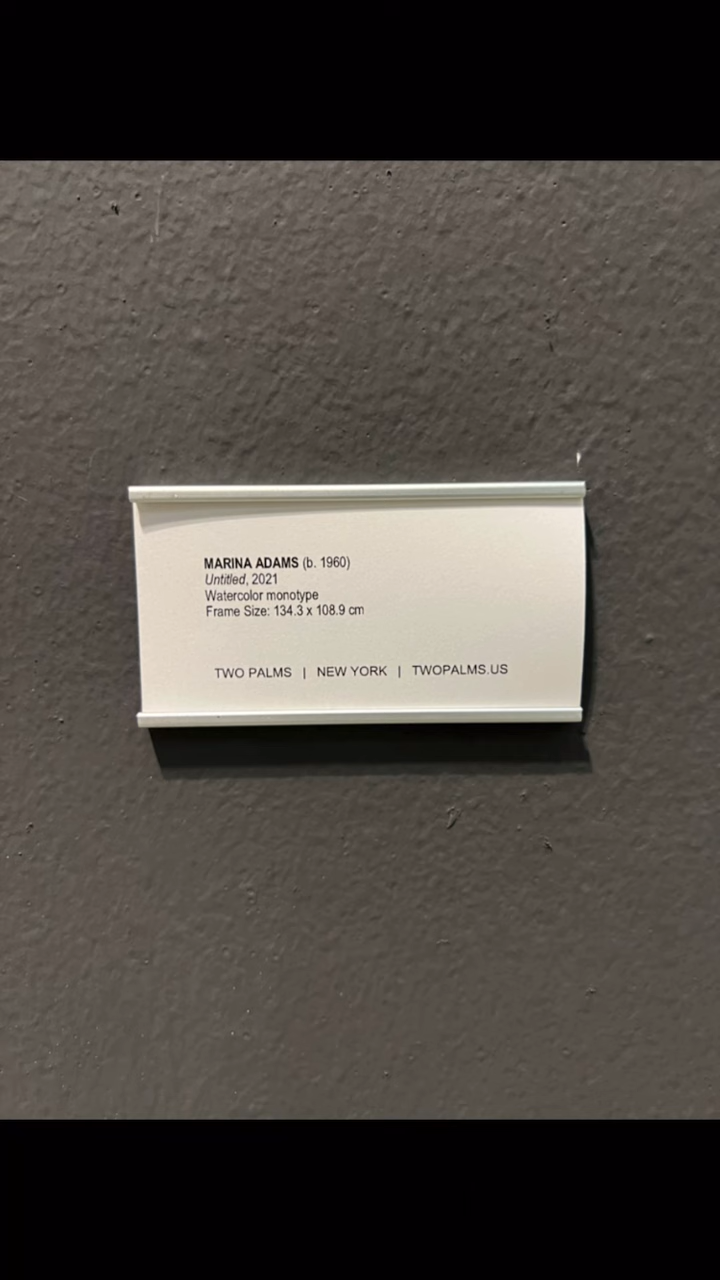 MARINA ADAMS (b. 1960)
Untitled, 2021
Watercolor monotype
Frame Size: 134.3 x 108.9 cm
TWO PALMS | NEW YORK | TWOPALMS.US